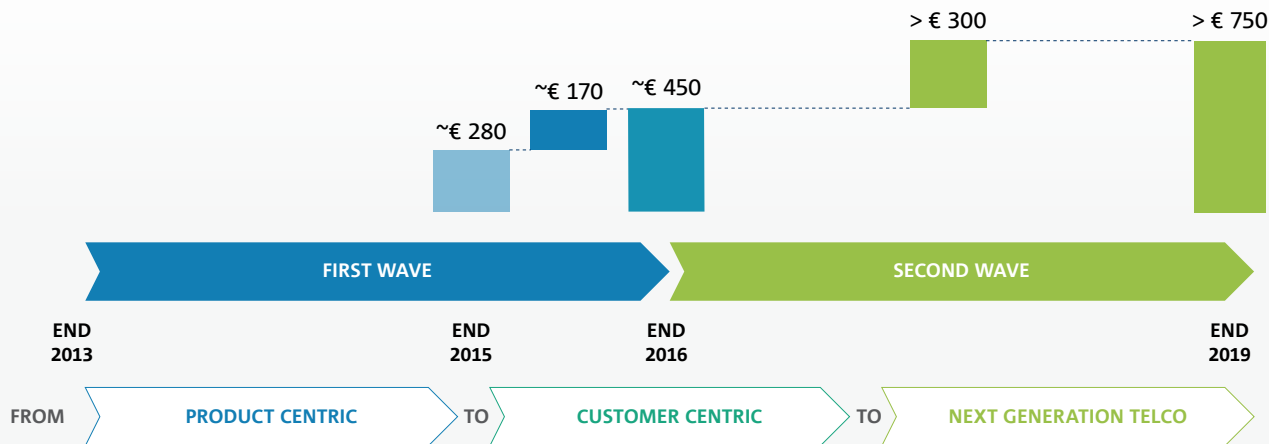 > € 300
> € 750
~€ 170
~€ 450
~€ 280
FIRST WAVE
SECOND WAVE
END
2013
END
2015
END
2016
END
2019
FROM
PRODUCT CENTRIC
TO
CUSTOMER CENTRIC
TO
NEXT GENERATION TELCO